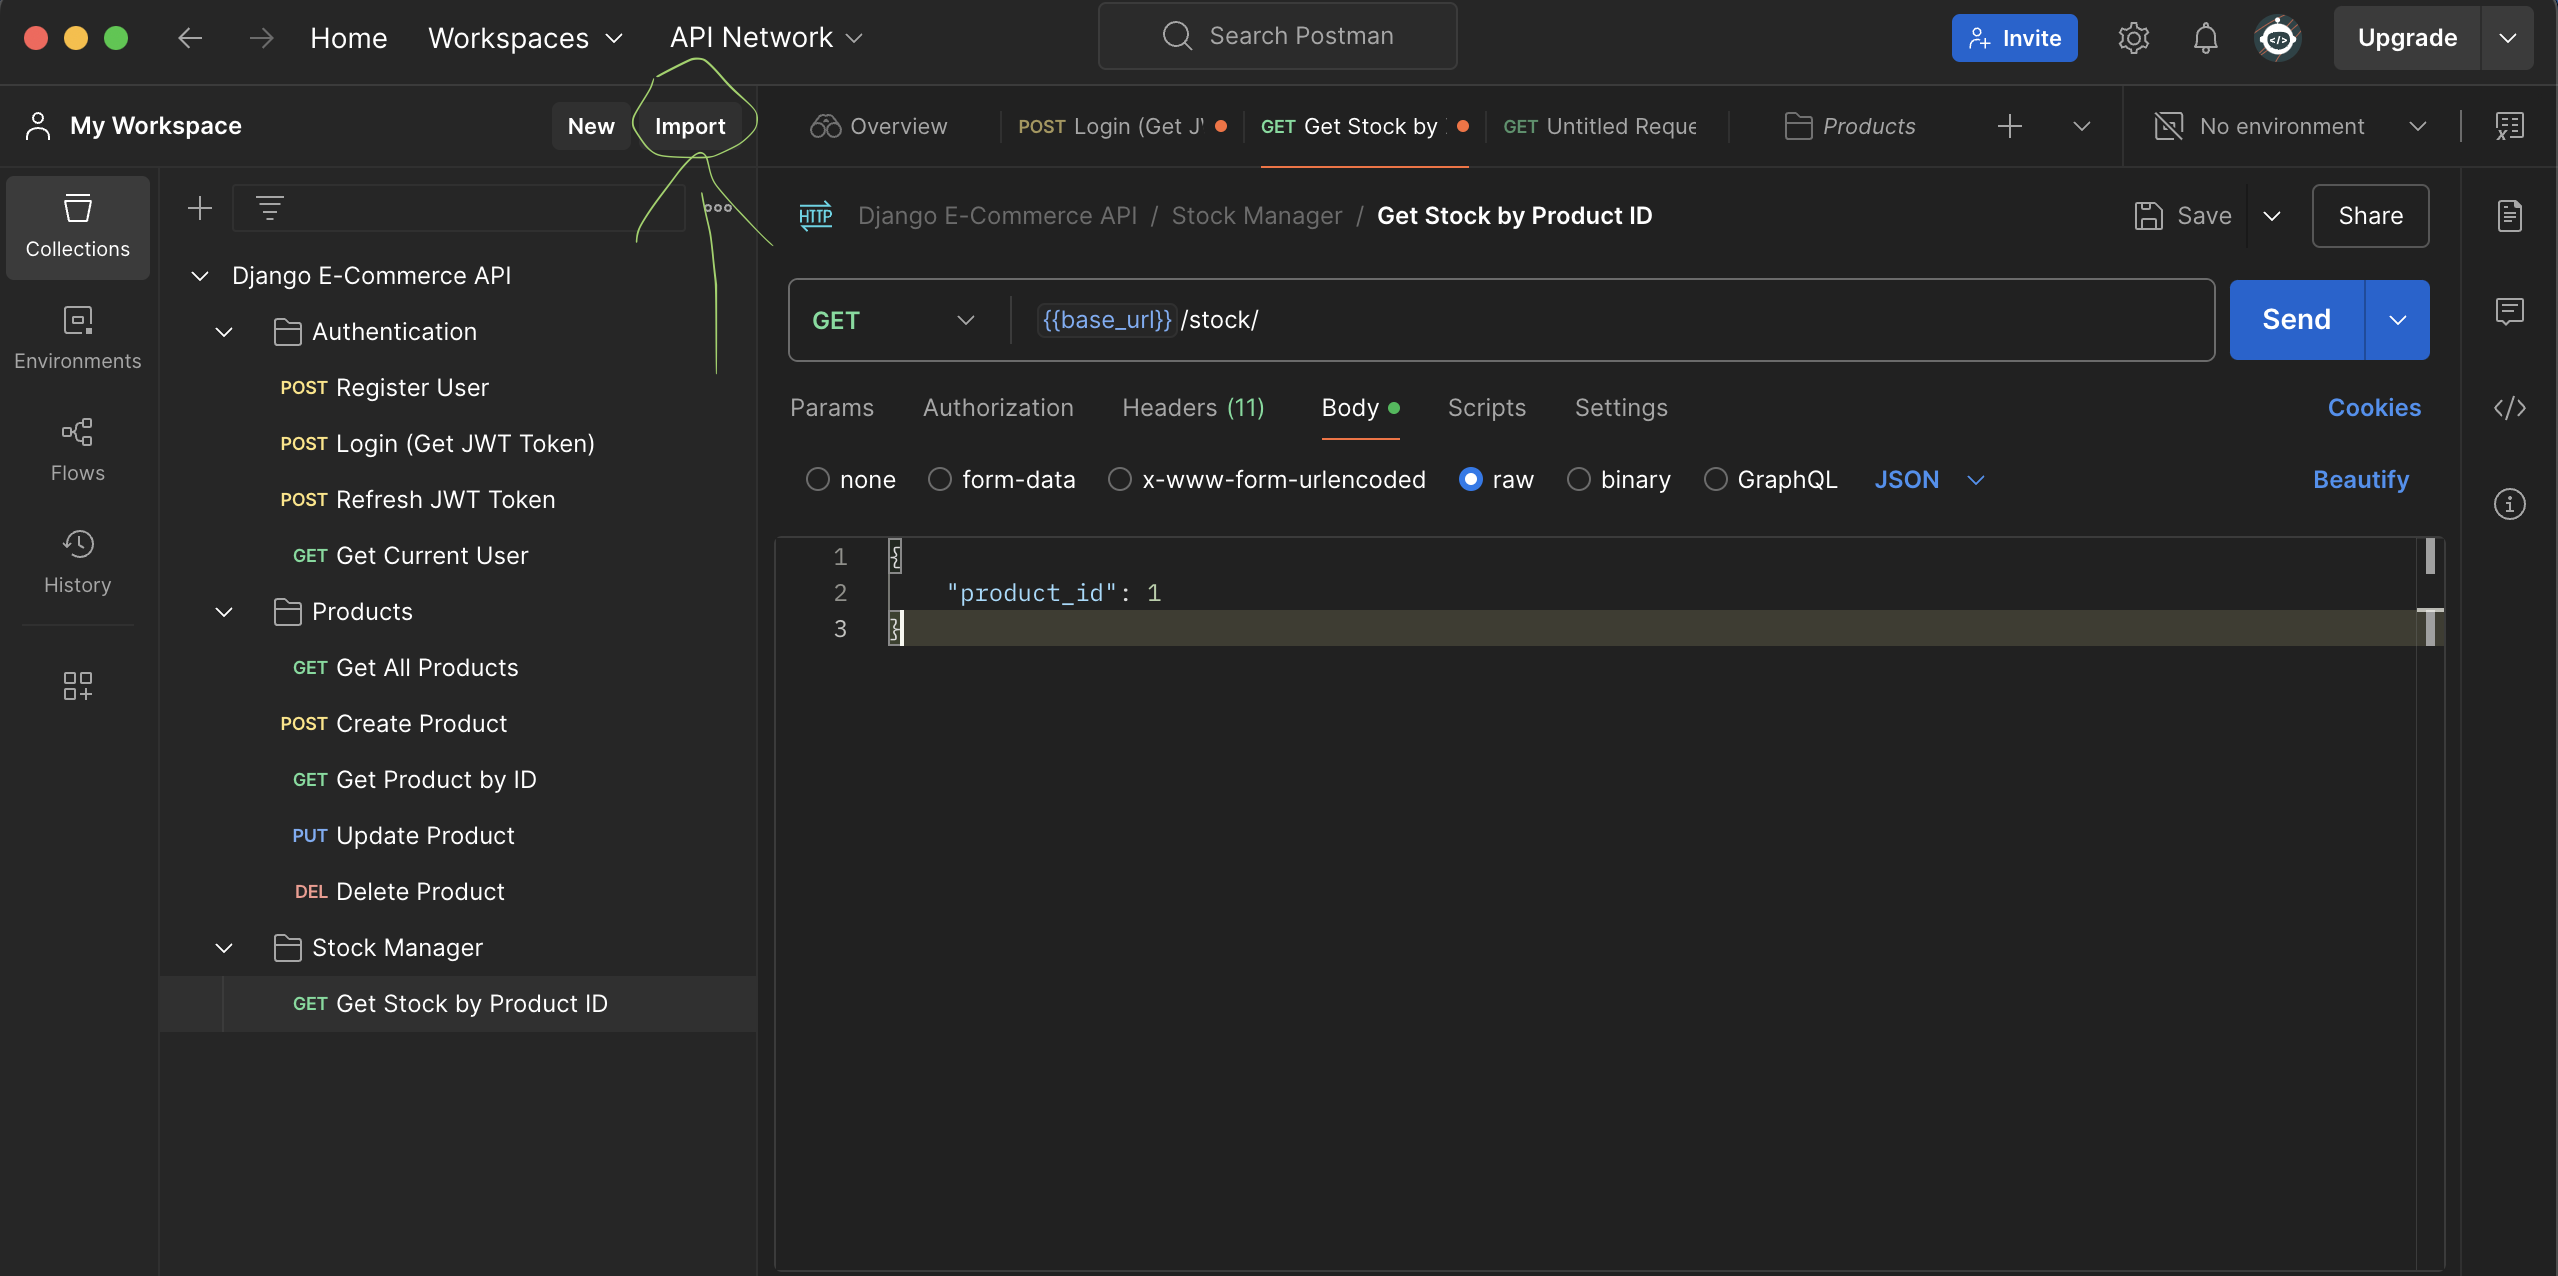 Home Workspaces API Network Search Postman Invite Upgrade
My Workspace New Import Overview POST Login (Get J GET Get Stock by GET Untitled Reque Products No environment
Collections
Environments
Flows
History
Django E-Commerce API
Authentication
POST Register User
POST Login (Get JWT Token)
POST Refresh JWT Token
GET Get Current User
Products
GET Get All Products
POST Create Product
GET Get Product by ID
PUT Update Product
DEL Delete Product
Stock Manager
GET Get Stock by Product ID
HTTP Django E-Commerce API / Stock Manager / Get Stock by Product ID Save Share
GET {{base_url}}/stock/ Send
Params Authorization Headers (11) Body Scripts Settings Cookies
none form-data x-www-form-urlencoded raw binary GraphQL JSON Beautify
1 {
2 "product_id": 1
3 }